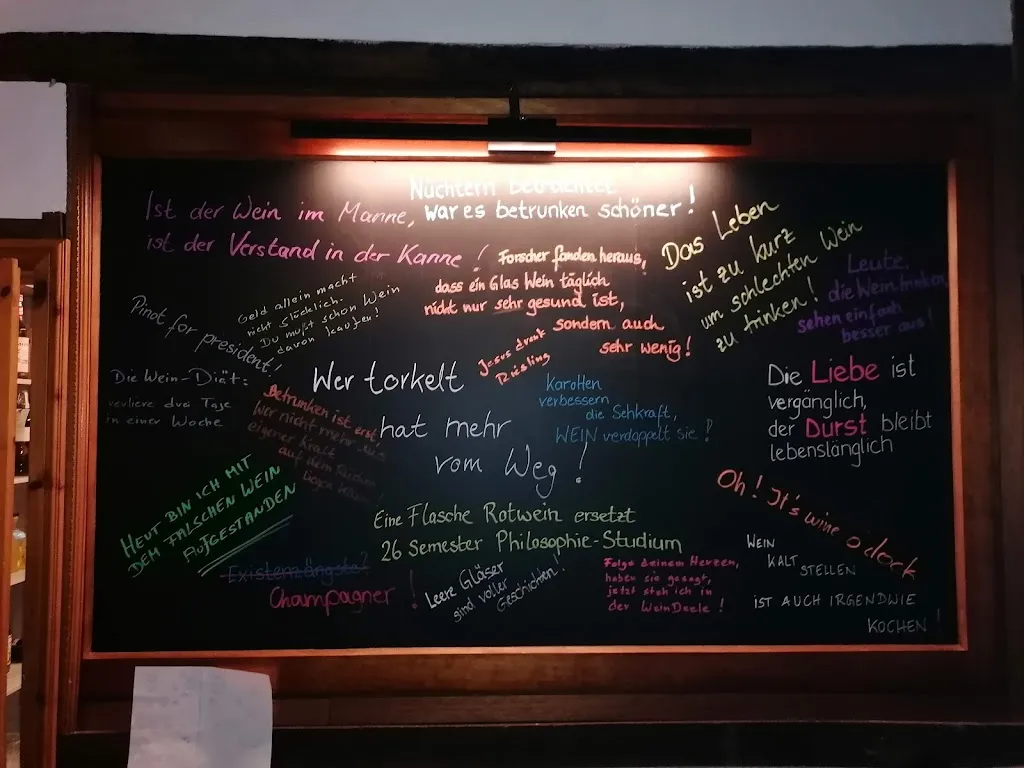 Nüchtern betrachtet
war es betrunken schöner!
Ist der Wein im Manne,
ist der Verstand in der Kanne!
Forscher fanden heraus,
dass ein Glas Wein täglich
nicht nur sehr gesund ist,
sondern auch
sehr wenig!
Das Leben
ist zu kurz
um schlechten Wein
zu trinken!
Leute,
die Wein trinken,
sehen einfach
besser aus!
Geld allein macht
nicht glücklich.
Du mußt schon Wein
davon kaufen!
Pinot for president!
Jesus drank
Riesling
Die Wein-Diät:
verliere drei Tage
in einer Woche
Betrunken ist erst
wer nicht mehr aus
eigener Kraft
auf dem Rücken
liegen kann!
Wer torkelt
hat mehr
vom Weg!
Karotten
verbessern
die Sehkraft,
WEIN verdoppelt sie!
Die Liebe ist
vergänglich,
der Durst bleibt
lebenslänglich
HEUT BIN ICH MIT
DEM FALSCHEN WEIN
AUFGESTANDEN
Eine Flasche Rotwein ersetzt
26 Semester Philosophie-Studium
Oh! It's wine o clock
Existenzängste?
Champagner!
Leere Gläser
sind voller
Geschichten!
Folge deinem Herzen,
haben sie gesagt,
jetzt steh ich in
der WeinDeele!
WEIN
KALT
STELLEN
IST AUCH IRGENDWIE
KOCHEN!